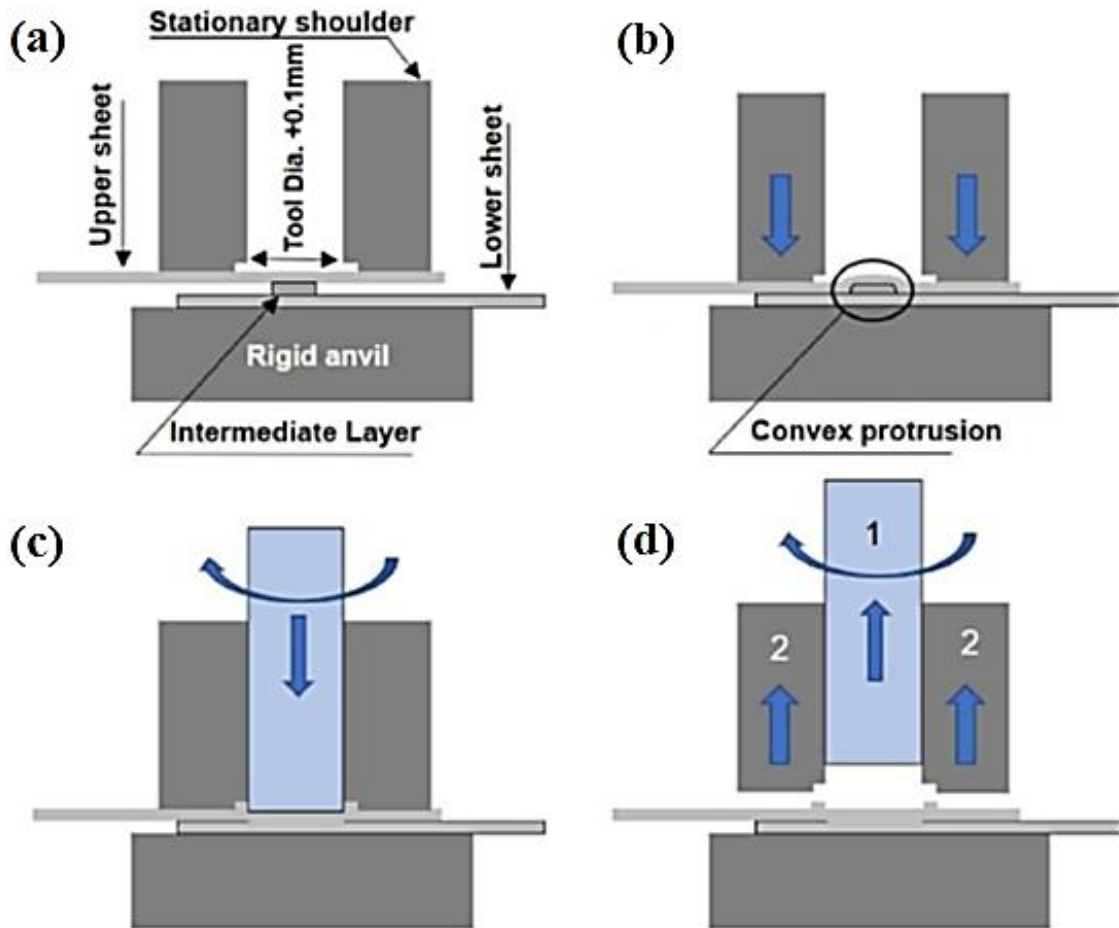 (a)
Stationary shoulder
Upper sheet
Tool Dia. +0.1mm
Lower sheet
Rigid anvil
Intermediate Layer
(b)
Convex protrusion
(c)
(d)
1
2
2